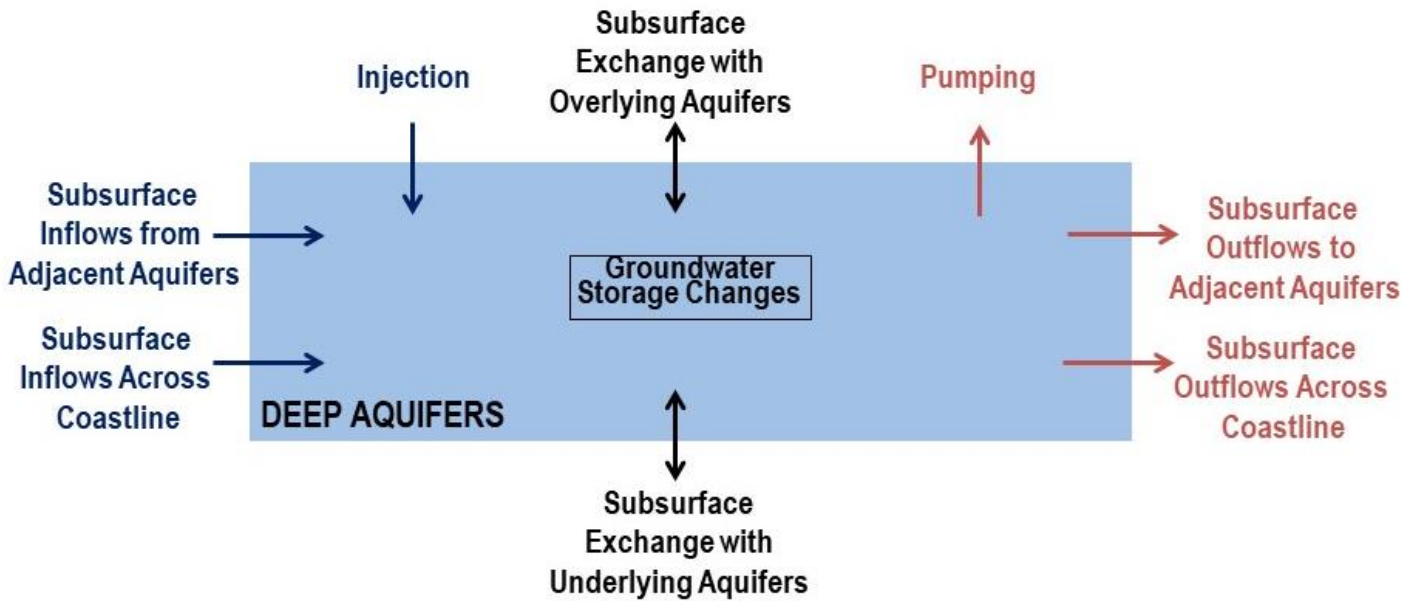 Subsurface
Exchange with
Overlying Aquifers
Injection
Pumping
Subsurface
Inflows from
Adjacent Aquifers
Subsurface
Outflows to
Adjacent Aquifers
Groundwater
Storage Changes
Subsurface
Inflows Across
Coastline
Subsurface
Outflows Across
Coastline
DEEP AQUIFERS
Subsurface
Exchange with
Underlying Aquifers